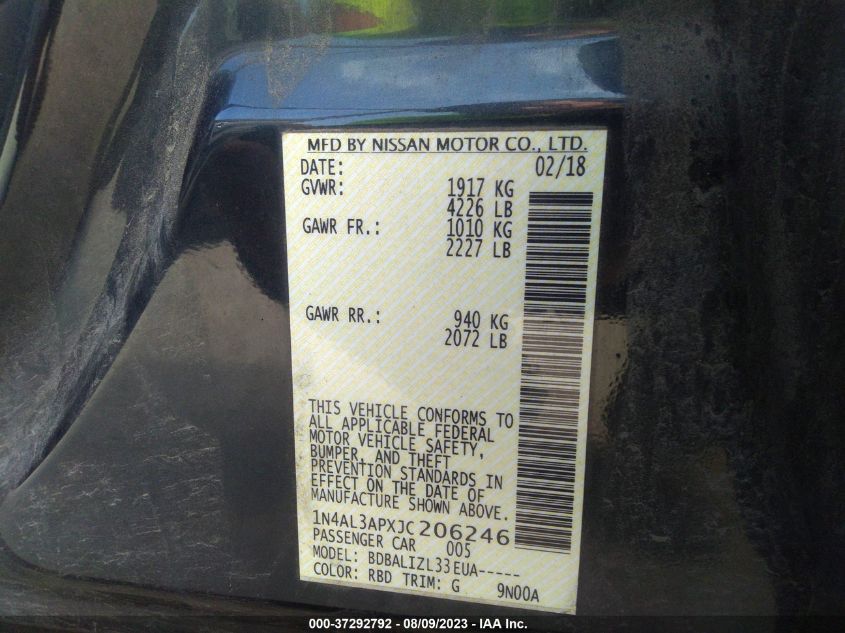 MFD BY NISSAN MOTOR CO., LTD.
DATE: 02/18
GVWR: 1917 KG
4226 LB
GAWR FR.: 1010 KG
2227 LB
GAWR RR.: 940 KG
2072 LB
THIS VEHICLE CONFORMS TO
ALL APPLICABLE FEDERAL
MOTOR VEHICLE SAFETY,
BUMPER, AND THEFT
PREVENTION STANDARDS IN
EFFECT ON THE DATE OF
MANUFACTURE SHOWN ABOVE.
1N4AL3APXJC206246
PASSENGER CAR 005
MODEL: BDBALIZL33EUA-----
COLOR: RBD TRIM: G 9N00A
000-37292792 - 08/09/2023 - IAA Inc.